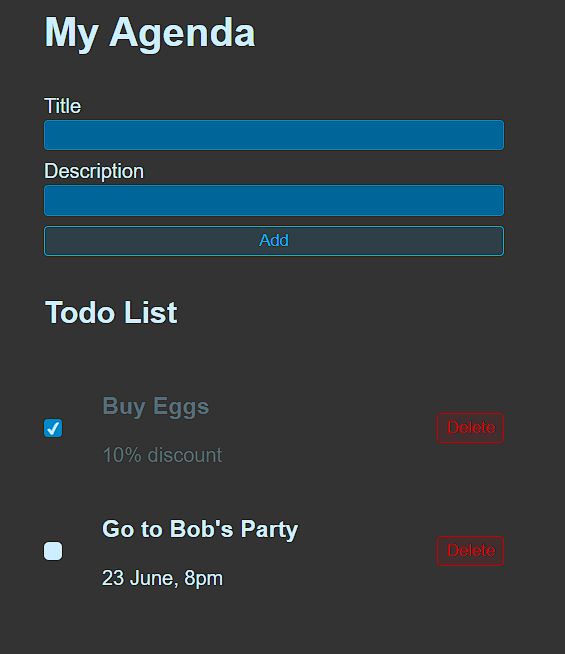 My Agenda
Title
Description
Add
Todo List
Buy Eggs
10% discount
Delete
Go to Bob's Party
23 June, 8pm
Delete